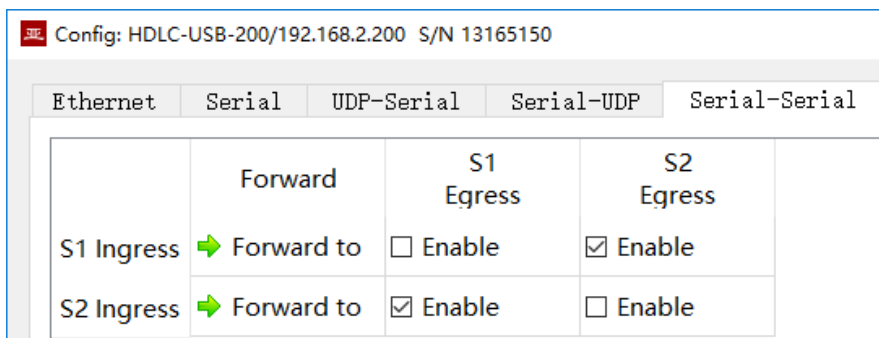 亚 Config: HDLC-USB-200/192.168.2.200 S/N 13165150
Ethernet Serial UDP-Serial Serial-UDP Serial-Serial
Forward S1 Egress S2 Egress
S1 Ingress Forward to Enable Enable
S2 Ingress Forward to Enable Enable